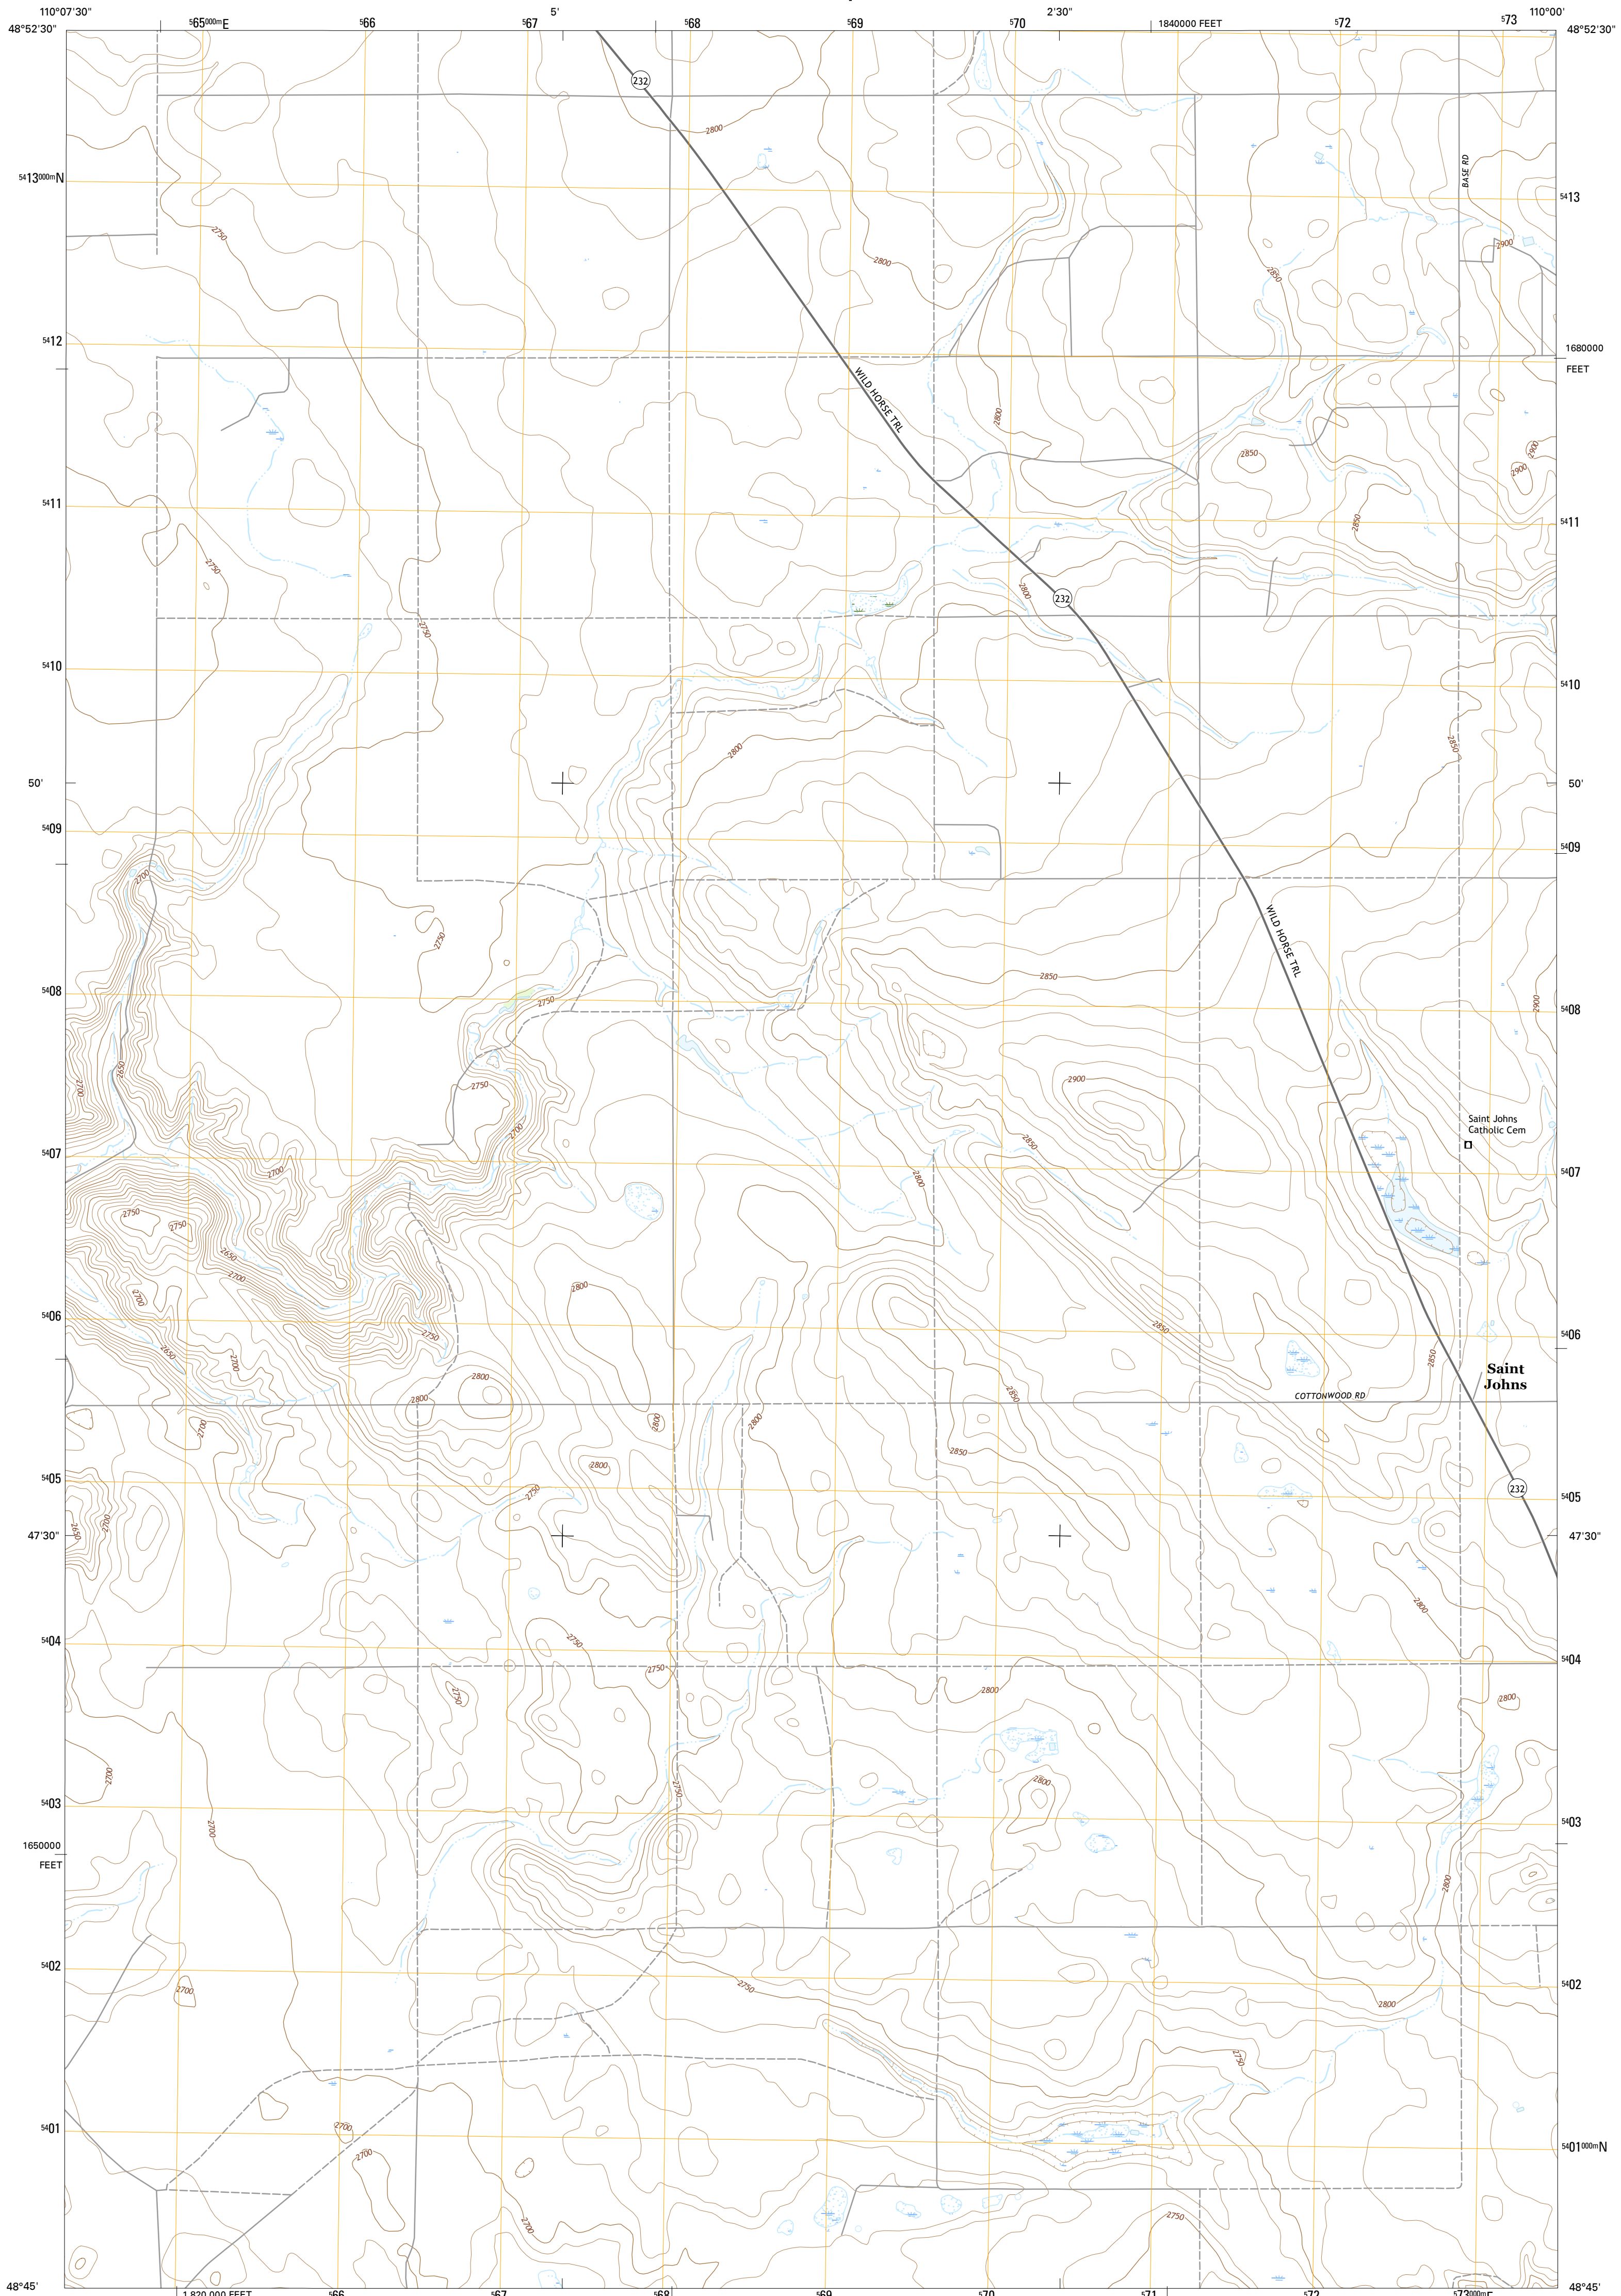 110°07'30" ⁵65⁰⁰⁰ᵐE ⁵66 5' ⁵67 ⁵68 ⁵69 ⁵70 2'30" 1840000 FEET ⁵72 ⁵73 110°00'
48°52'30" 48°52'30"
232
2800
BASE RD
⁵⁴13⁰⁰⁰ᵐN ⁵⁴13
2750
2900
2800
2850
⁵⁴12
1680000
FEET
WILD HORSE TRL
2800
2850 2900
2900
⁵⁴11 2850 ⁵⁴11
2750
2800 232
2750
⁵⁴10 ⁵⁴10
2800 2850
50' 50'
⁵⁴09 ⁵⁴09
2700
WILD HORSE TRL
2750
2850
⁵⁴08 2750 2900 ⁵⁴08
2650
2700 2750 2900
Saint Johns
Catholic Cem
2700
2850
⁵⁴07 2700 2800 ⁵⁴07
2750 2750
2650
2700
2700 2800
⁵⁴06 2750 2850 ⁵⁴06
2650 2700 2850
Saint
Johns
2800 2800 2850 COTTONWOOD RD
2700 2800 2800
2850
2800
⁵⁴05 2750 232 ⁵⁴05
2650 2700
47'30" 47'30"
2800
⁵⁴04 2750 ⁵⁴04
2750
2750 2800 2800
2700 2750 2800
⁵⁴03 2700 ⁵⁴03
1650000
FEET
2800
⁵⁴02 2750 ⁵⁴02
2700 2800
2750
⁵⁴01 2700 ⁵⁴01⁰⁰⁰ᵐN
2700
2700 2750
48°45' 48°45'
1 820 000 FEET ⁵66 ⁵67 ⁵68 ⁵69 ⁵70 ⁵71 ⁵72 ⁵73⁰⁰⁰ᵐE